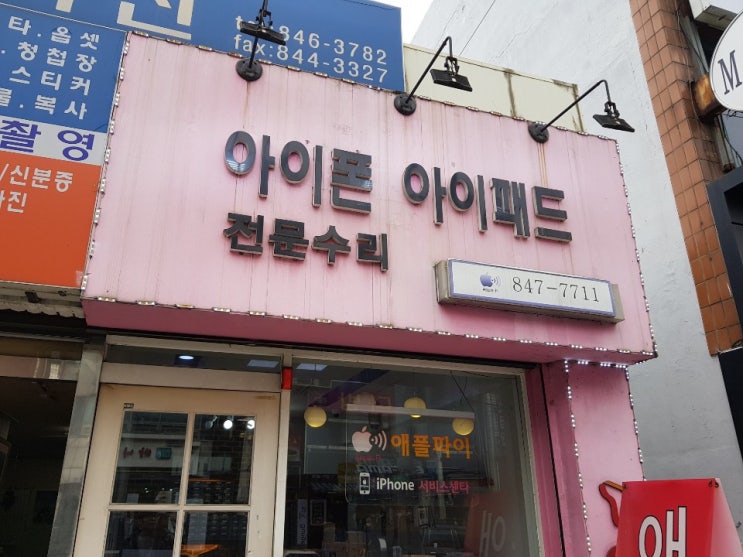 tel:846-3782
fax:844-3327
타.옵셋
.청첩장
스티커
물.복사
촬영
/신분증
사진
아이폰 아이패드
전문수리
847-7711
애플파이
iPhone 서비스센타
애
M